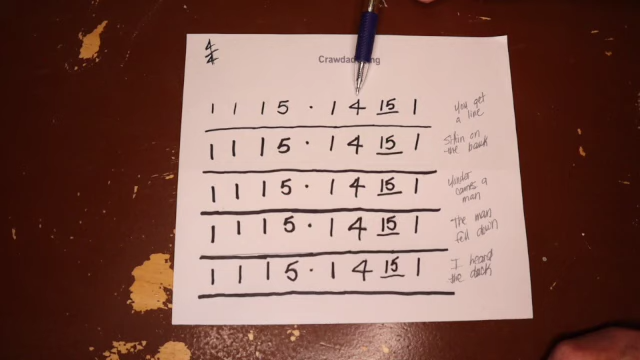 4/4
1 1 1 5 · 1 4 15 1
You get
a line
1 1 1 5 · 1 4 15 1
Sittin on
the bank
1 1 1 5 · 1 4 15 1
Yonder
comes a
man
1 1 1 5 · 1 4 15 1
The man
fell down
1 1 1 5 · 1 4 15 1
I heard
the duck